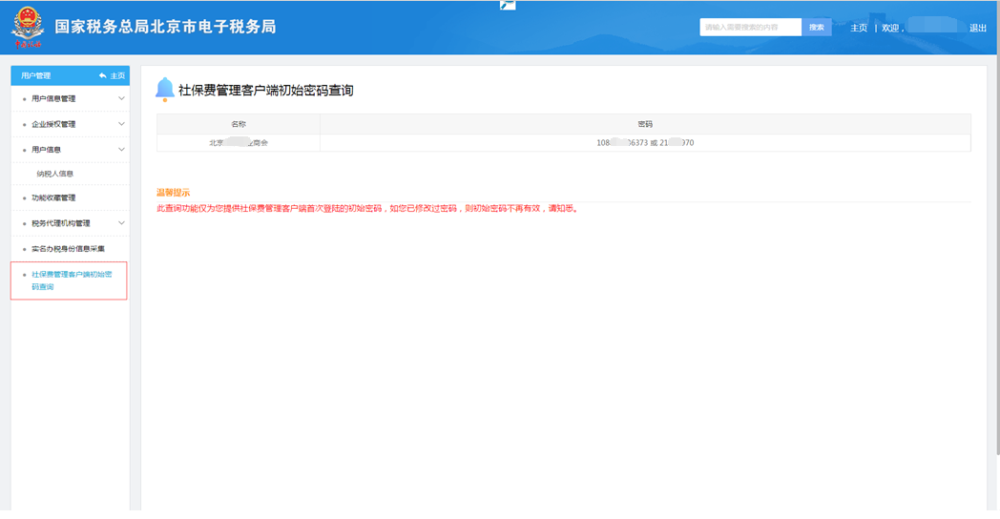 国家税务总局北京市电子税务局
请输入需要搜索的内容
搜索
主页 | 欢迎，
退出
用户管理
主页
用户信息管理
企业授权管理
用户信息
纳税人信息
功能收藏管理
税务代理机构管理
实名办税身份信息采集
社保费管理客户端初始密
码查询
社保费管理客户端初始密码查询
名称
密码
北京 业商会
108 36373 或 21 970
温馨提示
此查询功能仅为您提供社保费管理客户端首次登陆的初始密码，如您已修改过密码，则初始密码不再有效，请知悉。